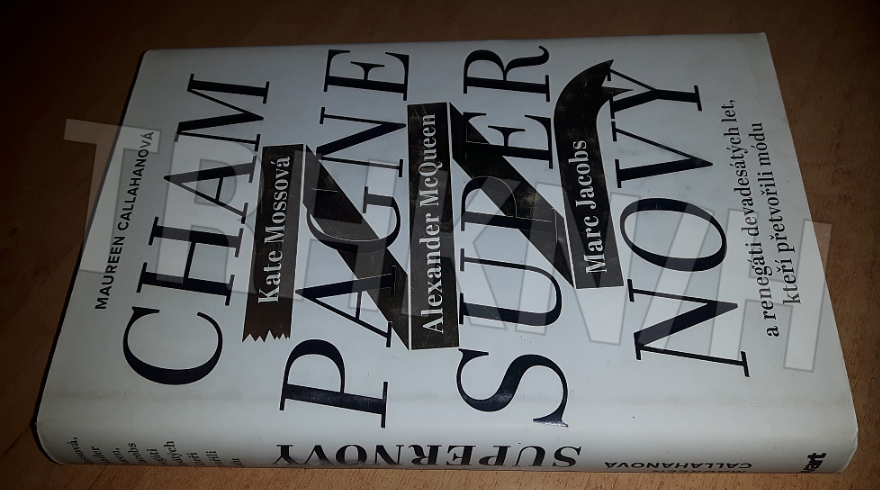 MAUREEN CALLAHANOVÁ
CHAM
Kate Mossová
PAGNE
Alexander McQueen
SUPER
Marc Jacobs
NOVY
a renegáti devadesátých let,
kteří přetvořili módu
SUPERNOVY
CALLAHANOVÁ
TRHKNIH